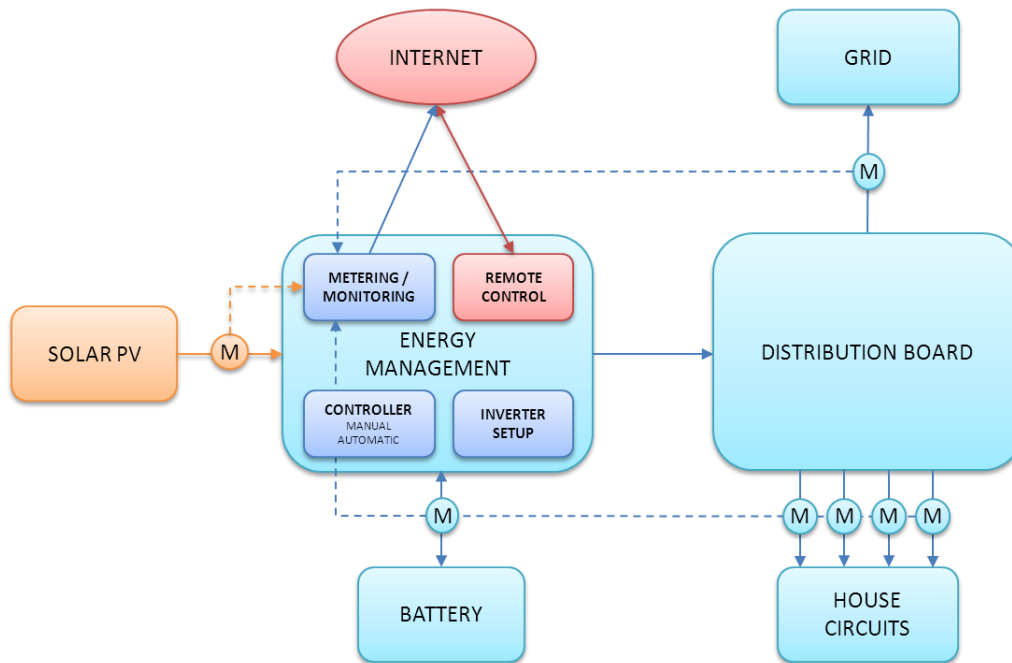 INTERNET
GRID
M
METERING /
MONITORING
REMOTE
CONTROL
SOLAR PV
M
ENERGY
MANAGEMENT
DISTRIBUTION BOARD
CONTROLLER
MANUAL
AUTOMATIC
INVERTER
SETUP
M
M
M
M
M
BATTERY
HOUSE
CIRCUITS